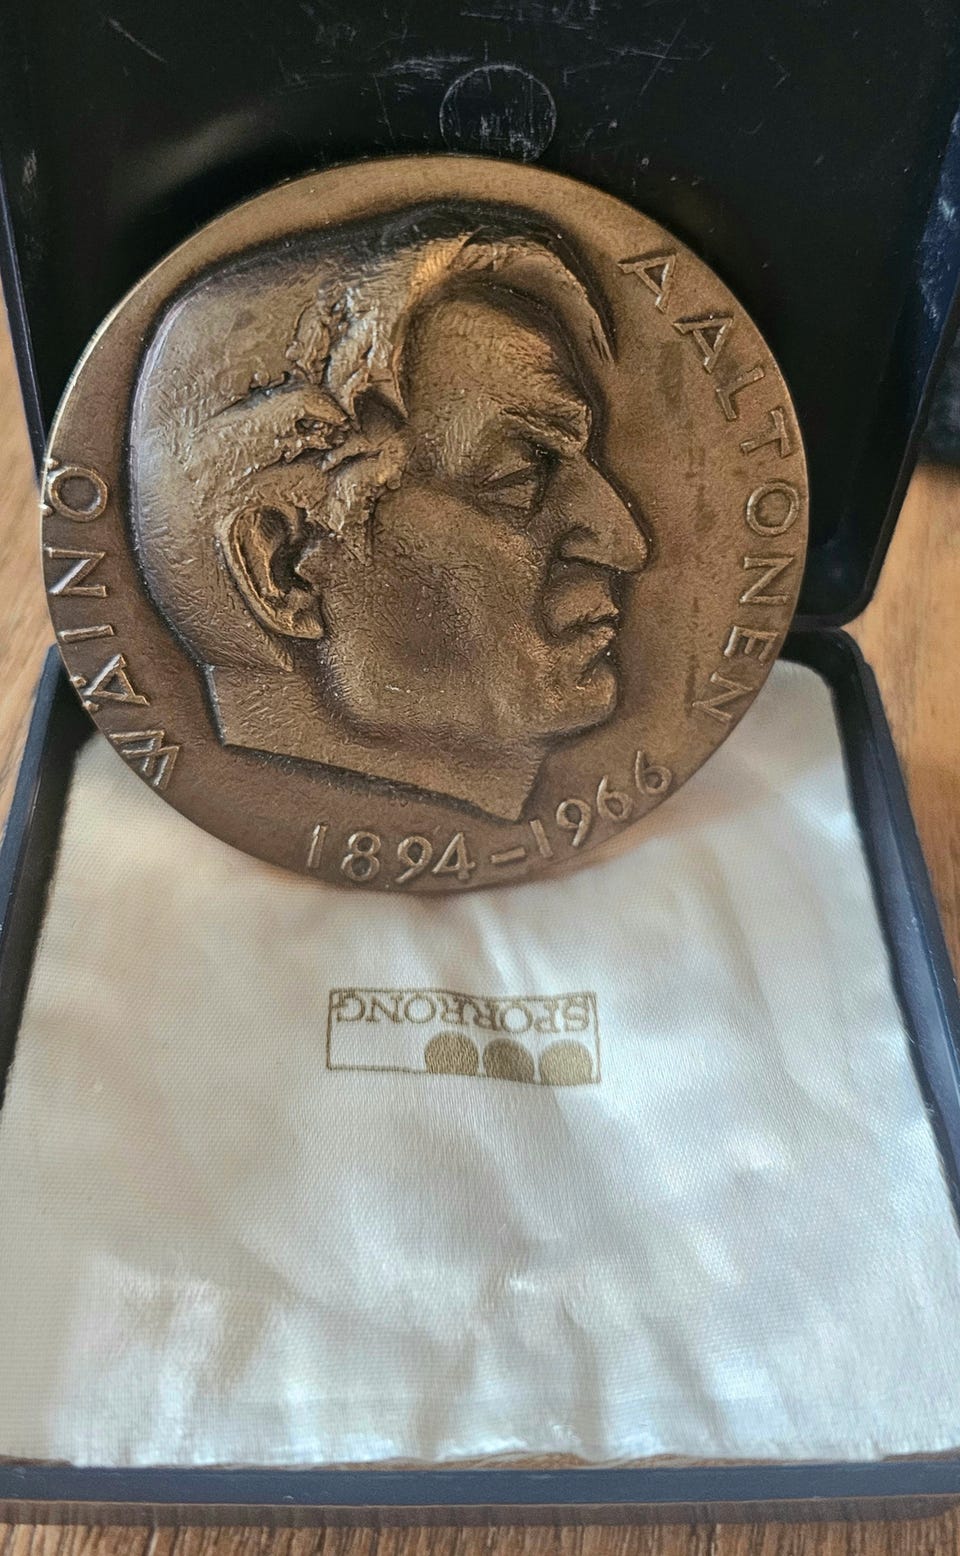 WÄINÖ AALTONEN
1894–1966
SPORRONG